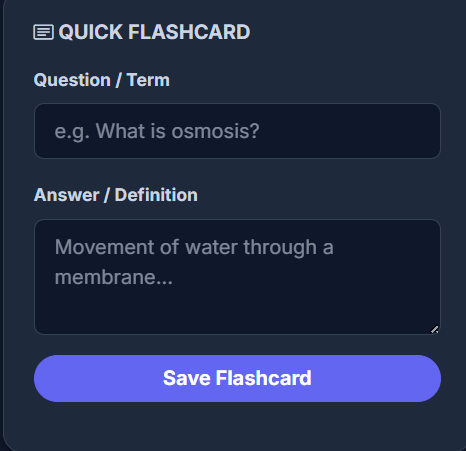 QUICK FLASHCARD
Question / Term
e.g. What is osmosis?
Answer / Definition
Movement of water through a
membrane...
Save Flashcard